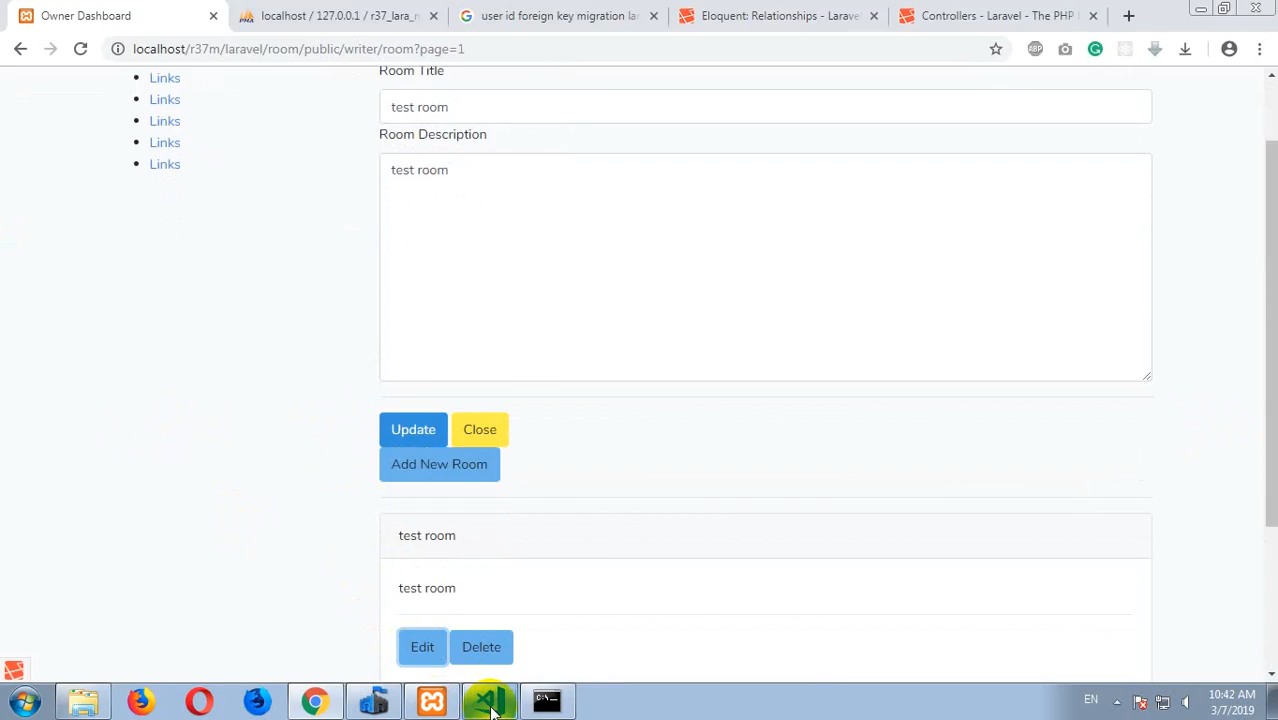 Owner Dashboard
localhost / 127.0.0.1 / r37_lara_r
user id foreign key migration la
Eloquent: Relationships - Larave
Controllers - Laravel - The PHP
localhost/r37m/laravel/room/public/writer/room?page=1
ABP
Links
Links
Links
Links
Links
Room Title
test room
Room Description
test room
Update
Close
Add New Room
test room
test room
Edit
Delete
EN
10:42 AM
3/7/2019